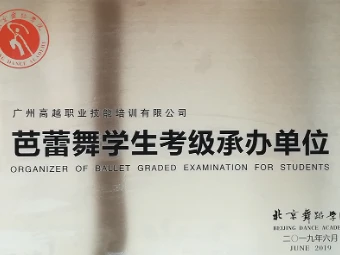 广州高越职业技能培训有限公司
芭蕾舞学生考级承办单位
ORGANIZER OF BALLET GRADED EXAMINATION FOR STUDENTS
北京舞蹈学
BEIJING DANCE ACADE
二〇一九年六月
JUNE 2019